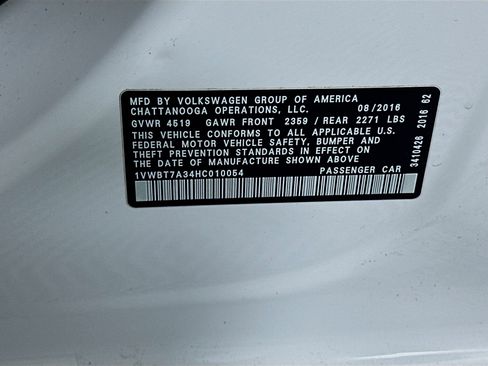 MFD BY VOLKSWAGEN GROUP OF AMERICA
CHATTANOOGA OPERATIONS, LLC. 08/2016
GVWR 4519 GAWR FRONT 2359 / REAR 2271 LBS
THIS VEHICLE CONFORMS TO ALL APPLICABLE U.S.
FEDERAL MOTOR VEHICLE SAFETY, BUMPER AND
THEFT PREVENTION STANDARDS IN EFFECT ON
THE DATE OF MANUFACTURE SHOWN ABOVE
1VWBT7A34HC010054 PASSENGER CAR
3410426 2016 62